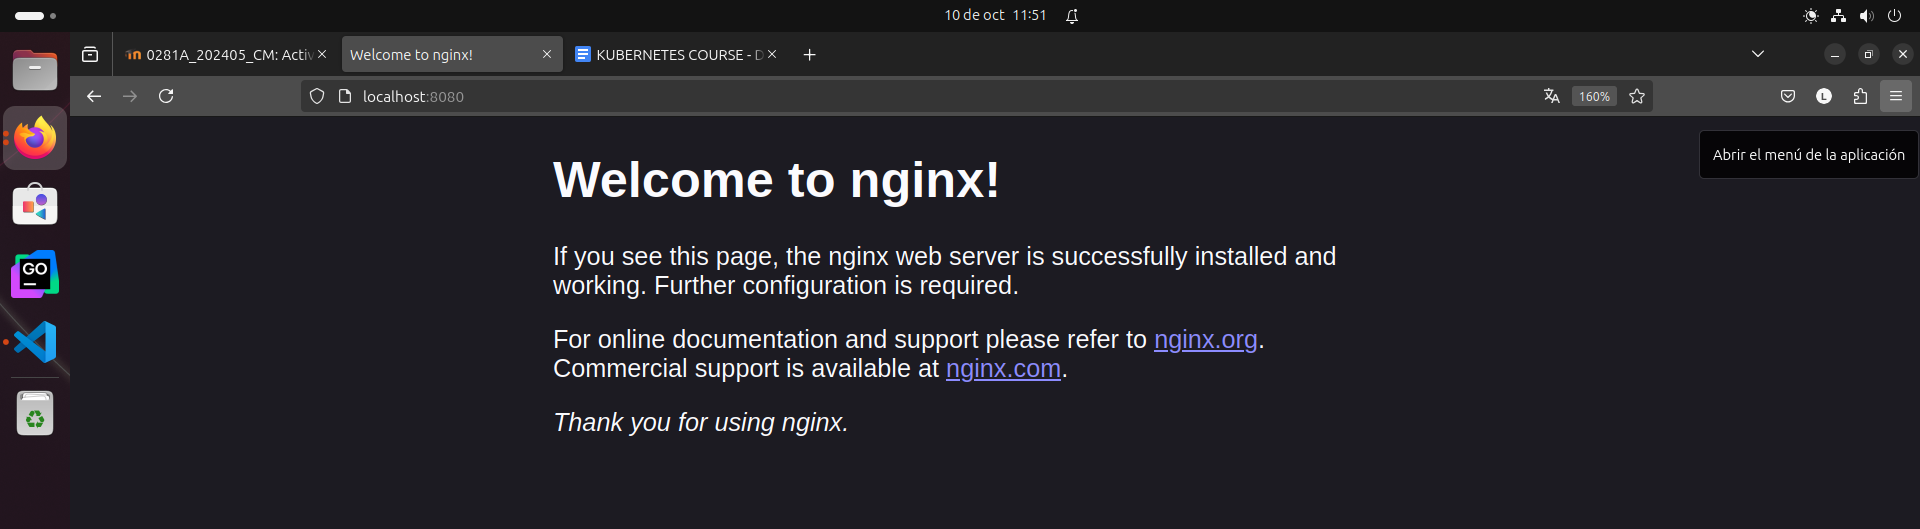 10 de oct 11:51
0281A_202405_CM: Activ
Welcome to nginx!
KUBERNETES COURSE - D
localhost:8080
160%
L
Abrir el menú de la aplicación
Welcome to nginx!
If you see this page, the nginx web server is successfully installed and
working. Further configuration is required.
For online documentation and support please refer to nginx.org.
Commercial support is available at nginx.com.
Thank you for using nginx.
GO